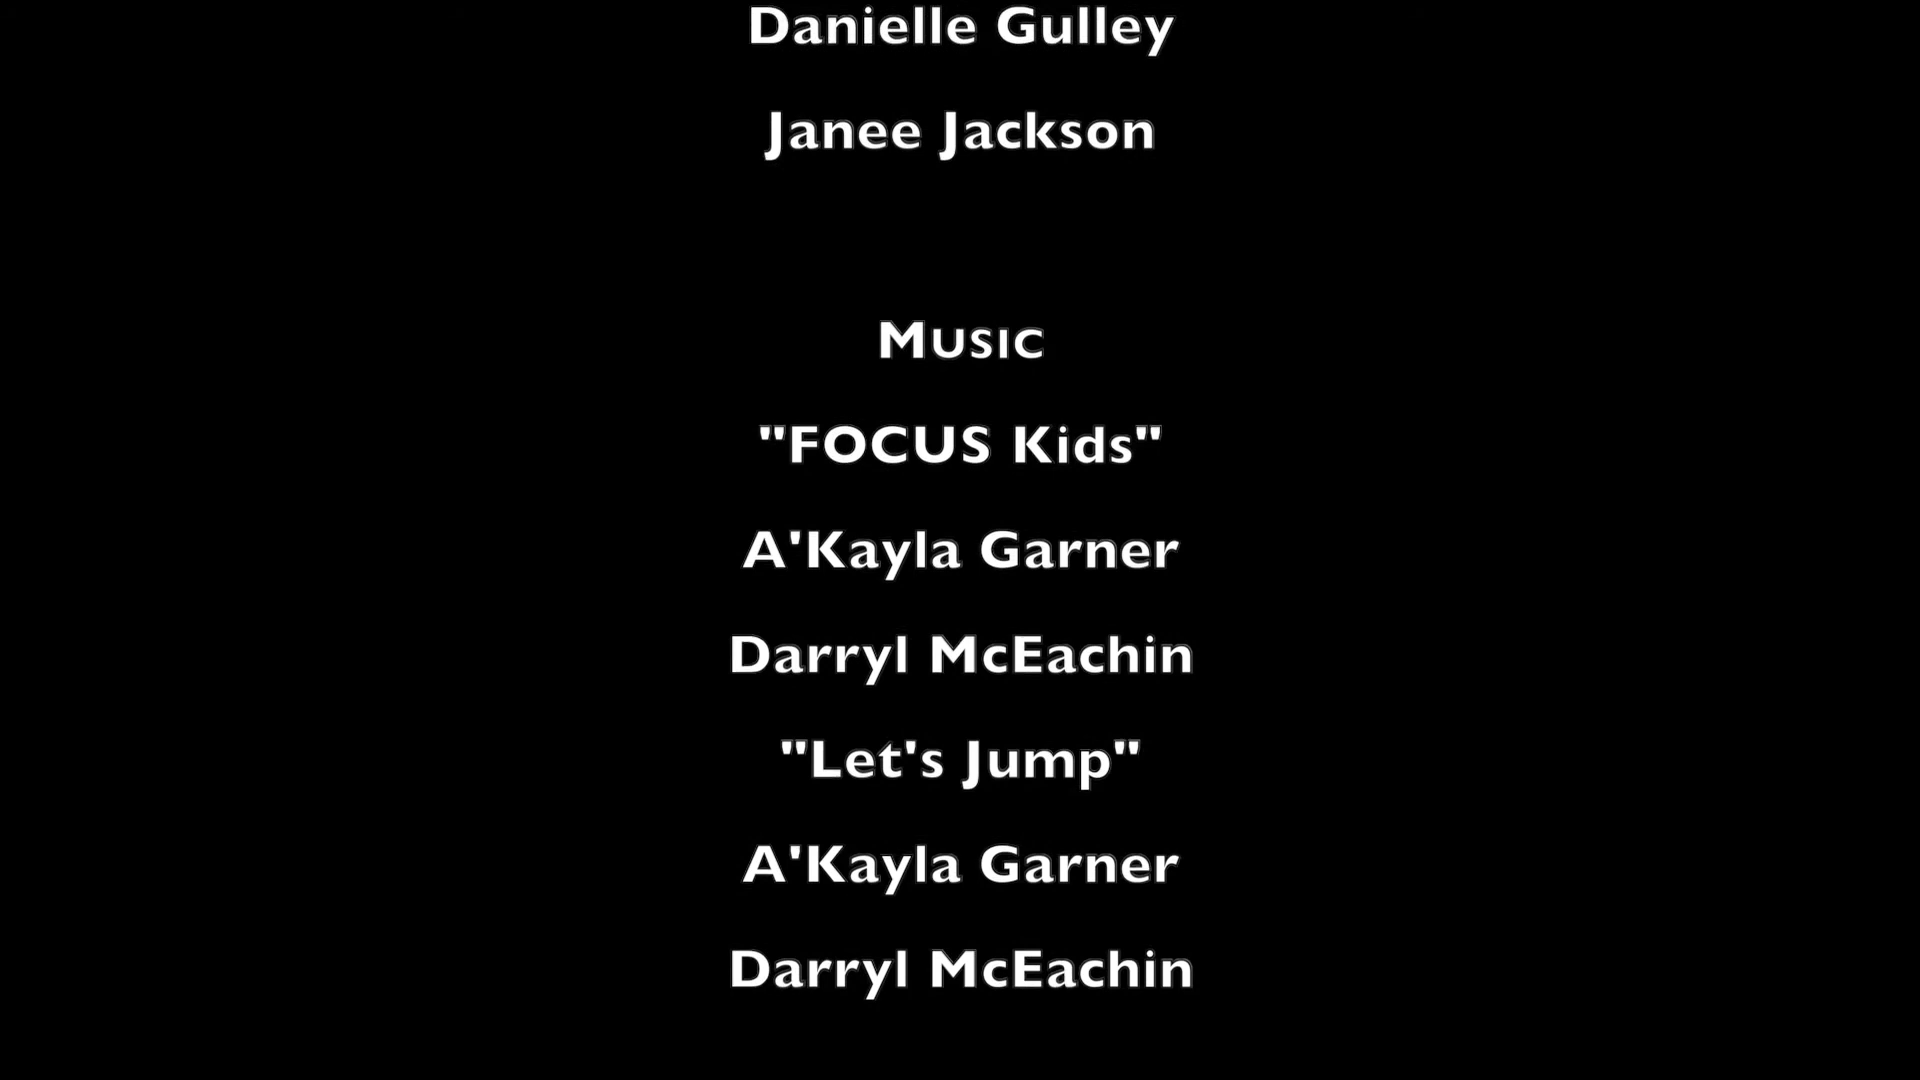 Danielle Gulley
Janee Jackson
Music
"FOCUS Kids"
A'Kayla Garner
Darryl McEachin
"Let's Jump"
A'Kayla Garner
Darryl McEachin